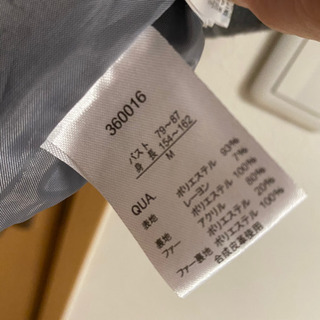 360016
バスト 79~87
身長 154~162
M
QUA
表地 ポリエステル 93%
レーヨン 7%
裏地 ポリエステル 100%
ファー アクリル 80%
ポリエステル 20%
ファー裏地 ポリエステル 100%
合成皮革使用